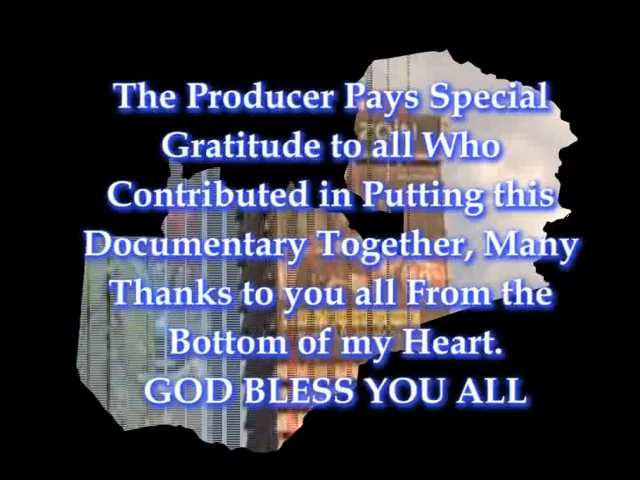 The Producer Pays Special
Gratitude to all Who
Contributed in Putting this
Documentary Together, Many
Thanks to you all From the
Bottom of my Heart.
GOD BLESS YOU ALL